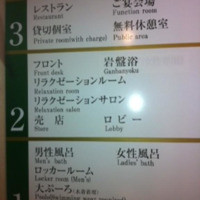 レストラン ご宴会場
Restaurant Function room
3 貸切個室 無料休憩室
Private room(with charge) Public area
フロント 岩盤浴
Front desk Ganbanyoku
リラクゼーションルーム
Relaxation room
2 リラクゼーションサロン
Relaxation salon
売店 ロビー
Store Lobby
男性風呂 女性風呂
Men's bath Ladies' bath
ロッカールーム
Locker room (Men's)
1 大ぷーろ